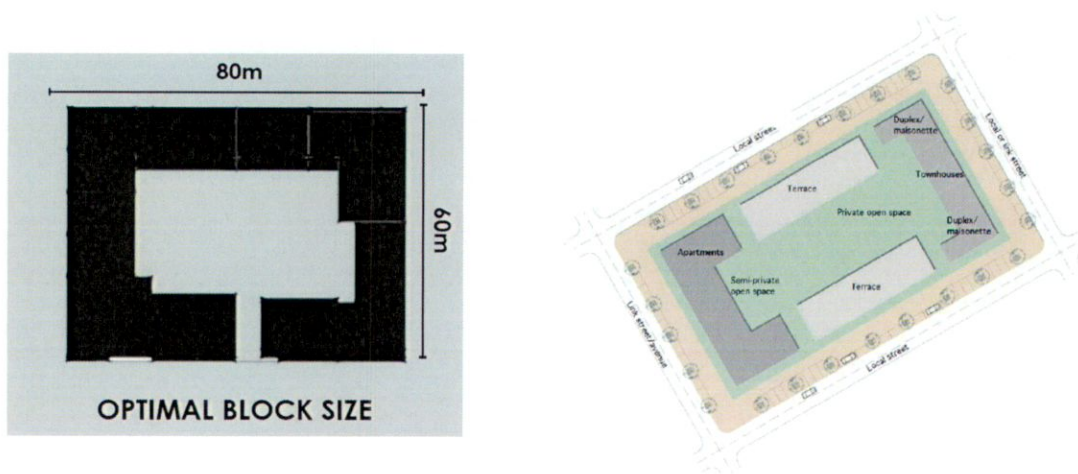 80m
60m
OPTIMAL BLOCK SIZE
Local street
Duplex/
maisonette
Local or link street
Terrace
Townhouses
Private open space
Duplex/
maisonette
Apartments
Semi-private
open space
Terrace
Link street/avenue
Local street